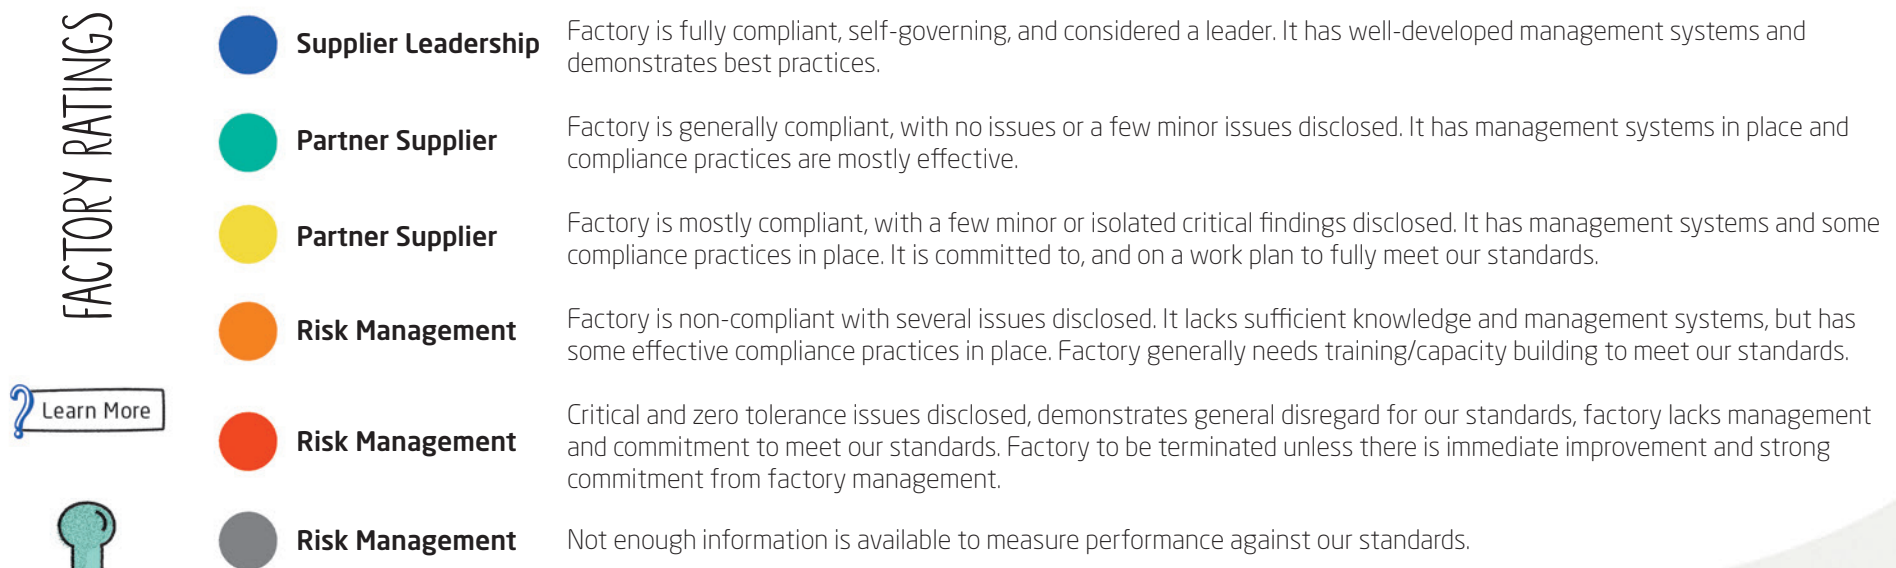 FACTORY RATINGS
Supplier Leadership
Factory is fully compliant, self-governing, and considered a leader. It has well-developed management systems and
demonstrates best practices.
Partner Supplier
Factory is generally compliant, with no issues or a few minor issues disclosed. It has management systems in place and
compliance practices are mostly effective.
Partner Supplier
Factory is mostly compliant, with a few minor or isolated critical findings disclosed. It has management systems and some
compliance practices in place. It is committed to, and on a work plan to fully meet our standards.
Risk Management
Factory is non-compliant with several issues disclosed. It lacks sufficient knowledge and management systems, but has
some effective compliance practices in place. Factory generally needs training/capacity building to meet our standards.
? Learn More
Risk Management
Critical and zero tolerance issues disclosed, demonstrates general disregard for our standards, factory lacks management
and commitment to meet our standards. Factory to be terminated unless there is immediate improvement and strong
commitment from factory management.
Risk Management
Not enough information is available to measure performance against our standards.